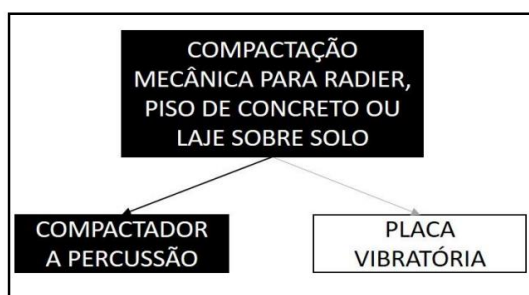 COMPACTAÇÃO
MECÂNICA PARA RADIER,
PISO DE CONCRETO OU
LAJE SOBRE SOLO
COMPACTADOR
A PERCUSSÃO
PLACA
VIBRATÓRIA